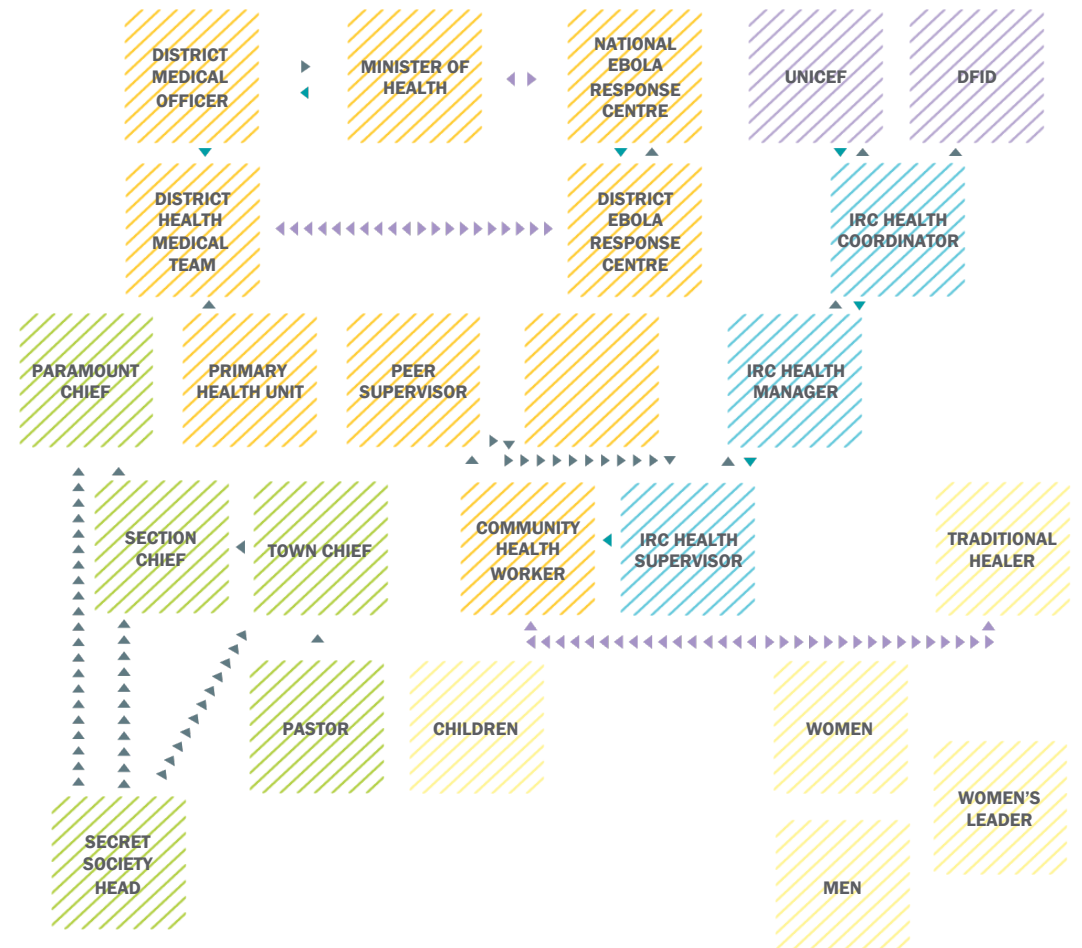 DISTRICT
MEDICAL
OFFICER
MINISTER OF
HEALTH
NATIONAL
EBOLA
RESPONSE
CENTRE
UNICEF
DFID
DISTRICT
HEALTH
MEDICAL
TEAM
DISTRICT
EBOLA
RESPONSE
CENTRE
IRC HEALTH
COORDINATOR
PARAMOUNT
CHIEF
PRIMARY
HEALTH UNIT
PEER
SUPERVISOR
IRC HEALTH
MANAGER
SECTION
CHIEF
TOWN CHIEF
COMMUNITY
HEALTH
WORKER
IRC HEALTH
SUPERVISOR
TRADITIONAL
HEALER
PASTOR
CHILDREN
WOMEN
WOMEN'S
LEADER
SECRET
SOCIETY
HEAD
MEN